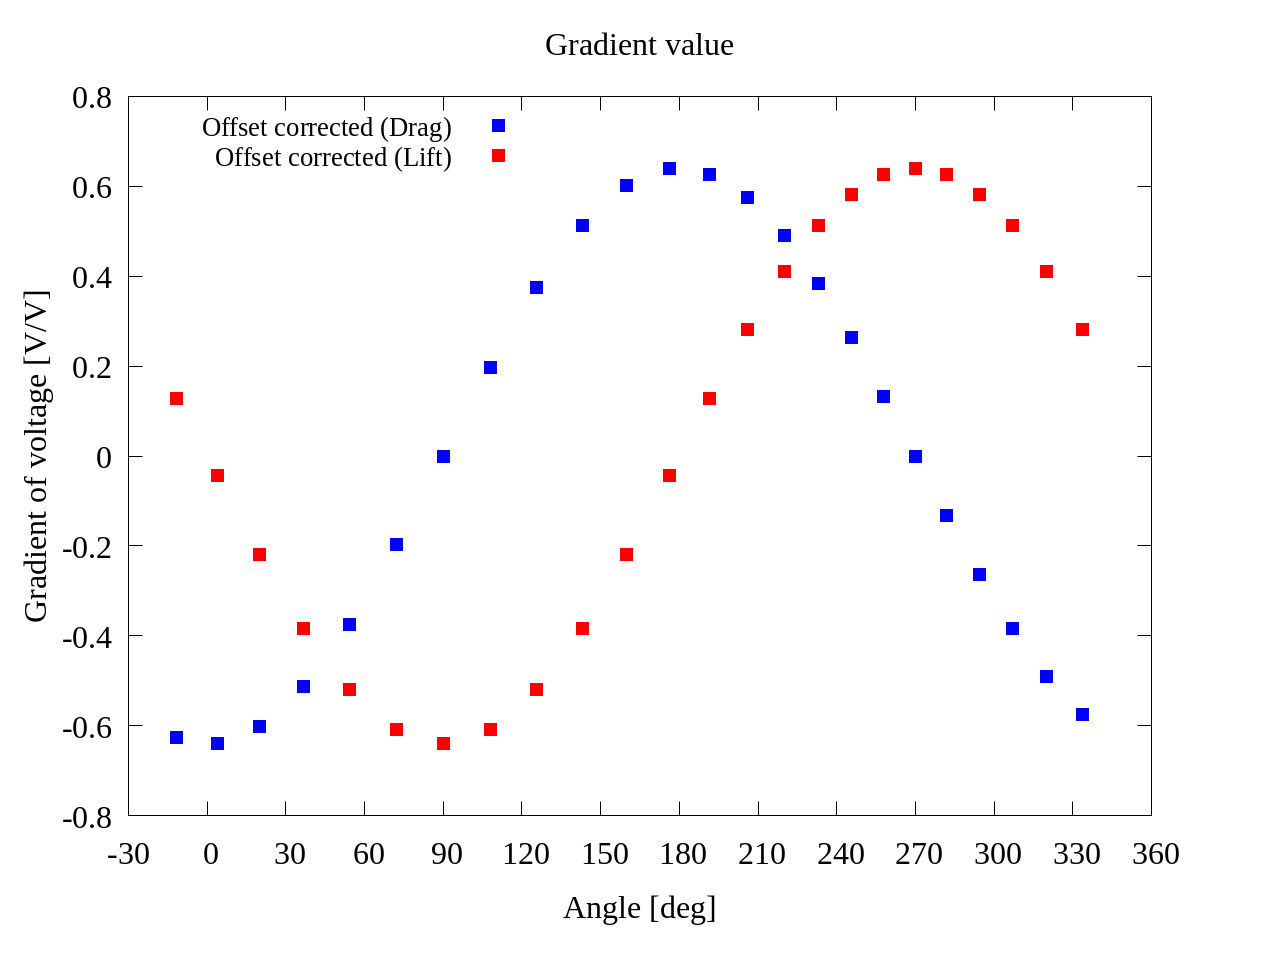 Gradient value
Offset corrected (Drag)
Offset corrected (Lift)
0.8
0.6
0.4
0.2
0
-0.2
-0.4
-0.6
-0.8
Gradient of voltage [V/V]
-30 0 30 60 90 120 150 180 210 240 270 300 330 360
Angle [deg]